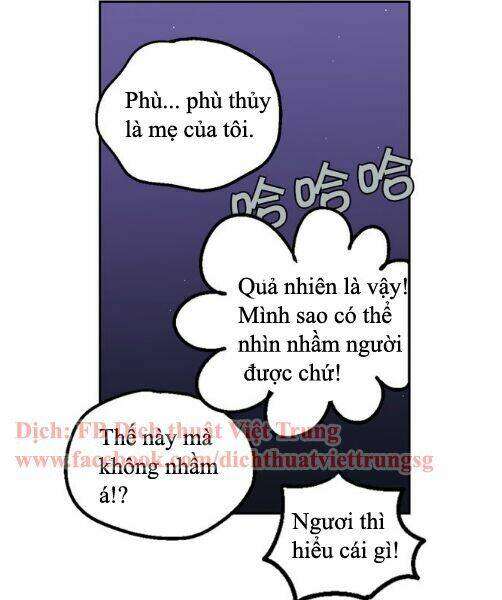 Phù... phù thủy
là mẹ của tôi.
哈哈哈
Quả nhiên là vậy!
Mình sao có thể
nhìn nhầm người
được chứ!
Dịch: FB Dịch thuật Việt Trung
www.facebook.com/dichthuatviettrungsg
Thế này mà
không nhầm
á!?
Ngươi thì
hiểu cái gì!